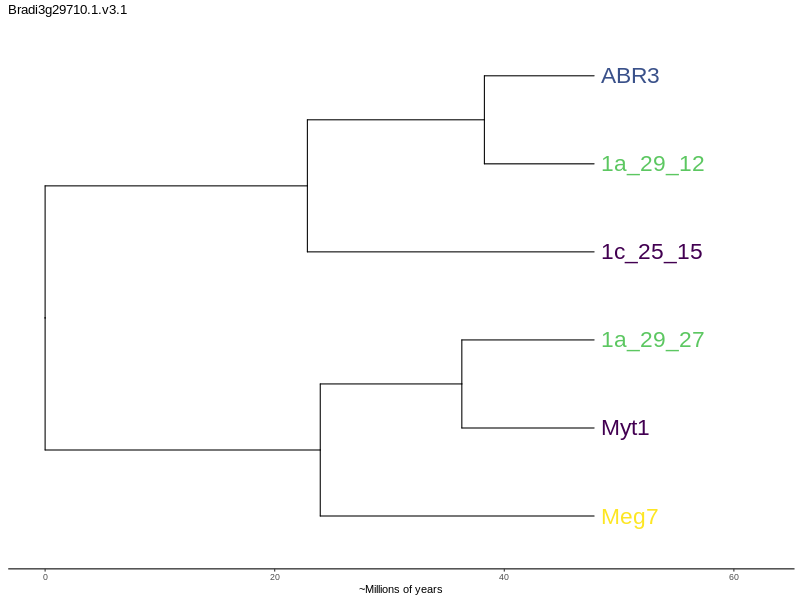 Bradi3g29710.1.v3.1
ABR3
1a_29_12
1c_25_15
1a_29_27
Myt1
Meg7
0 20 40 60
~Millions of years